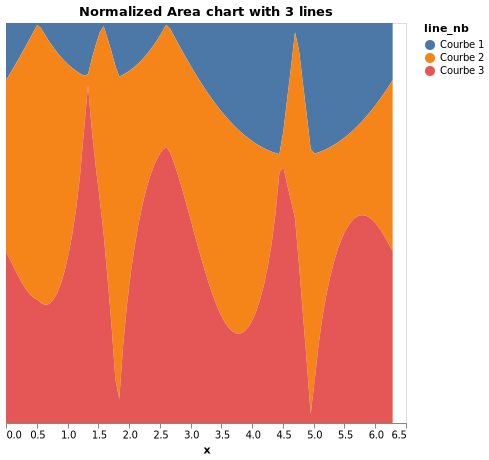 Normalized Area chart with 3 lines
line_nb
Courbe 1
Courbe 2
Courbe 3
0.0 0.5 1.0 1.5 2.0 2.5 3.0 3.5 4.0 4.5 5.0 5.5 6.0 6.5
x